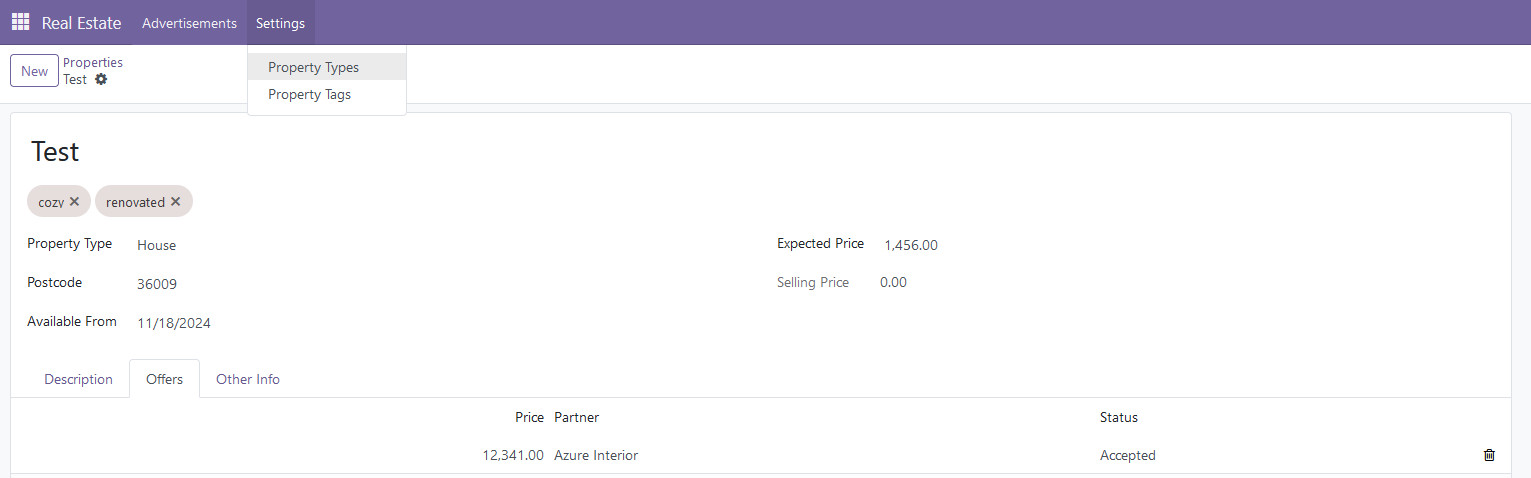 Real Estate Advertisements Settings
New Properties Property Types
Test Property Tags
Test
cozy renovated
Property Type House Expected Price 1,456.00
Postcode 36009 Selling Price 0.00
Available From 11/18/2024
Description Offers Other Info
Price Partner Status
12,341.00 Azure Interior Accepted